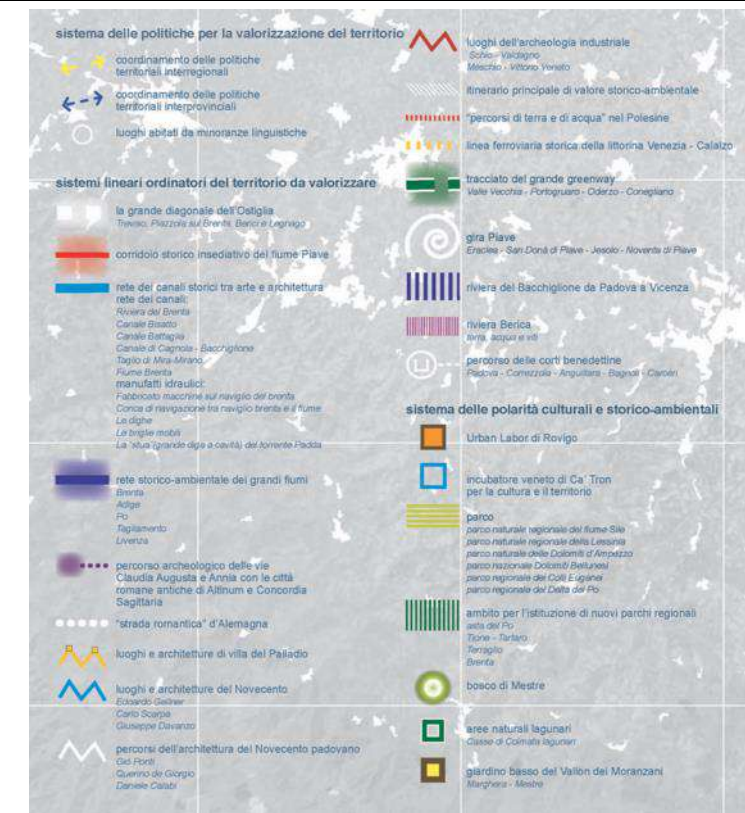 sistema delle politiche per la valorizzazione del territorio
coordinamento delle politiche
territoriali interregionali
coordinamento delle politiche
territoriali interprovinciali
luoghi abitati da minoranze linguistiche
sistemi lineari ordinatori del territorio da valorizzare
la grande diagonale dell'Ostiglia
Treviso, Piazzola sul Brenta, Berici e Legnago
corridoio storico insediativo del fiume Piave
rete dei canali storici tra arte e architettura
rete dei canali:
Riviera del Brenta
Canale Bisatto
Canale Battaglia
Canale di Cagnola - Bacchiglione
Taglio di Mira-Mirano
Fiume Brenta
manufatti idraulici:
Fabbricato macchine sul naviglio del brenta
Conca di navigazione tra naviglio brenta e il fiume
Le dighe
Le briglie mobili
La "stua"(grande diga a cavità) del torrente Padda
rete storico-ambientale dei grandi fiumi
Brenta
Adige
Po
Tagliamento
Livenza
percorso archeologico delle vie
Claudia Augusta e Annia con le città
romane antiche di Altinum e Concordia
Sagittaria
"strada romantica" d'Alemagna
luoghi e architetture di villa del Palladio
luoghi e architetture del Novecento
Edoardo Gellner
Carlo Scarpa
Giuseppe Davanzo
percorsi dell'architettura del Novecento padovano
Giò Ponti
Quirino de Giorgio
Daniele Calabi
luoghi dell'archeologia industriale
Schio - Valdagno
Meschio - Vittorio Veneto
itinerario principale di valore storico-ambientale
"percorsi di terra e di acqua" nel Polesine
linea ferroviaria storica della littorina Venezia - Calalzo
tracciato del grande greenway
Valle Vecchia - Portogruaro - Oderzo - Conegliano
gira Piave
Eraclea - San Donà di Piave - Jesolo - Noventa di Piave
riviera del Bacchiglione da Padova a Vicenza
riviera Berica
terra, acqua e viti
percorso delle corti benedettine
Padova - Correzzola - Anguillara - Bagnoli - Carceri
sistema delle polarità culturali e storico-ambientali
Urban Labor di Rovigo
incubatore veneto di Ca' Tron
per la cultura e il territorio
parco
parco naturale regionale del fiume Sile
parco naturale regionale della Lessinia
parco naturale delle Dolomiti d'Ampezzo
parco nazionale Dolomiti Bellunesi
parco regionale dei Colli Euganei
parco regionale del Delta del Po
ambito per l'istituzione di nuovi parchi regionali
asta del Po
Tione - Tartaro
Terraglio
Brenta
bosco di Mestre
aree naturali lagunari
Casse di Colmata lagunari
giardino basso del Vallon dei Moranzani
Marghera - Mestre